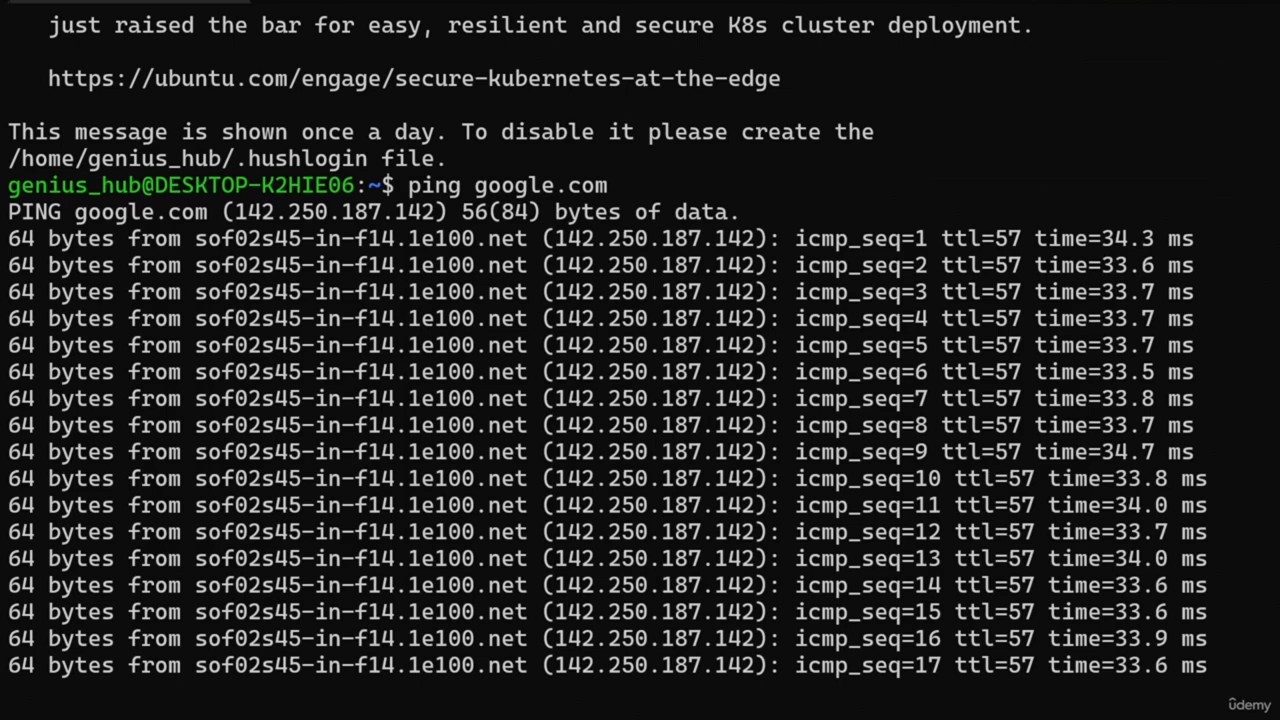 just raised the bar for easy, resilient and secure K8s cluster deployment.
https://ubuntu.com/engage/secure-kubernetes-at-the-edge
This message is shown once a day. To disable it please create the
/home/genius_hub/.hushlogin file.
genius_hub@DESKTOP-K2HIE06:~$ ping google.com
PING google.com (142.250.187.142) 56(84) bytes of data.
64 bytes from sof02s45-in-f14.1e100.net (142.250.187.142): icmp_seq=1 ttl=57 time=34.3 ms
64 bytes from sof02s45-in-f14.1e100.net (142.250.187.142): icmp_seq=2 ttl=57 time=33.6 ms
64 bytes from sof02s45-in-f14.1e100.net (142.250.187.142): icmp_seq=3 ttl=57 time=33.7 ms
64 bytes from sof02s45-in-f14.1e100.net (142.250.187.142): icmp_seq=4 ttl=57 time=33.7 ms
64 bytes from sof02s45-in-f14.1e100.net (142.250.187.142): icmp_seq=5 ttl=57 time=33.7 ms
64 bytes from sof02s45-in-f14.1e100.net (142.250.187.142): icmp_seq=6 ttl=57 time=33.5 ms
64 bytes from sof02s45-in-f14.1e100.net (142.250.187.142): icmp_seq=7 ttl=57 time=33.8 ms
64 bytes from sof02s45-in-f14.1e100.net (142.250.187.142): icmp_seq=8 ttl=57 time=33.7 ms
64 bytes from sof02s45-in-f14.1e100.net (142.250.187.142): icmp_seq=9 ttl=57 time=34.7 ms
64 bytes from sof02s45-in-f14.1e100.net (142.250.187.142): icmp_seq=10 ttl=57 time=33.8 ms
64 bytes from sof02s45-in-f14.1e100.net (142.250.187.142): icmp_seq=11 ttl=57 time=34.0 ms
64 bytes from sof02s45-in-f14.1e100.net (142.250.187.142): icmp_seq=12 ttl=57 time=33.7 ms
64 bytes from sof02s45-in-f14.1e100.net (142.250.187.142): icmp_seq=13 ttl=57 time=34.0 ms
64 bytes from sof02s45-in-f14.1e100.net (142.250.187.142): icmp_seq=14 ttl=57 time=33.6 ms
64 bytes from sof02s45-in-f14.1e100.net (142.250.187.142): icmp_seq=15 ttl=57 time=33.6 ms
64 bytes from sof02s45-in-f14.1e100.net (142.250.187.142): icmp_seq=16 ttl=57 time=33.9 ms
64 bytes from sof02s45-in-f14.1e100.net (142.250.187.142): icmp_seq=17 ttl=57 time=33.6 ms
ûdemy